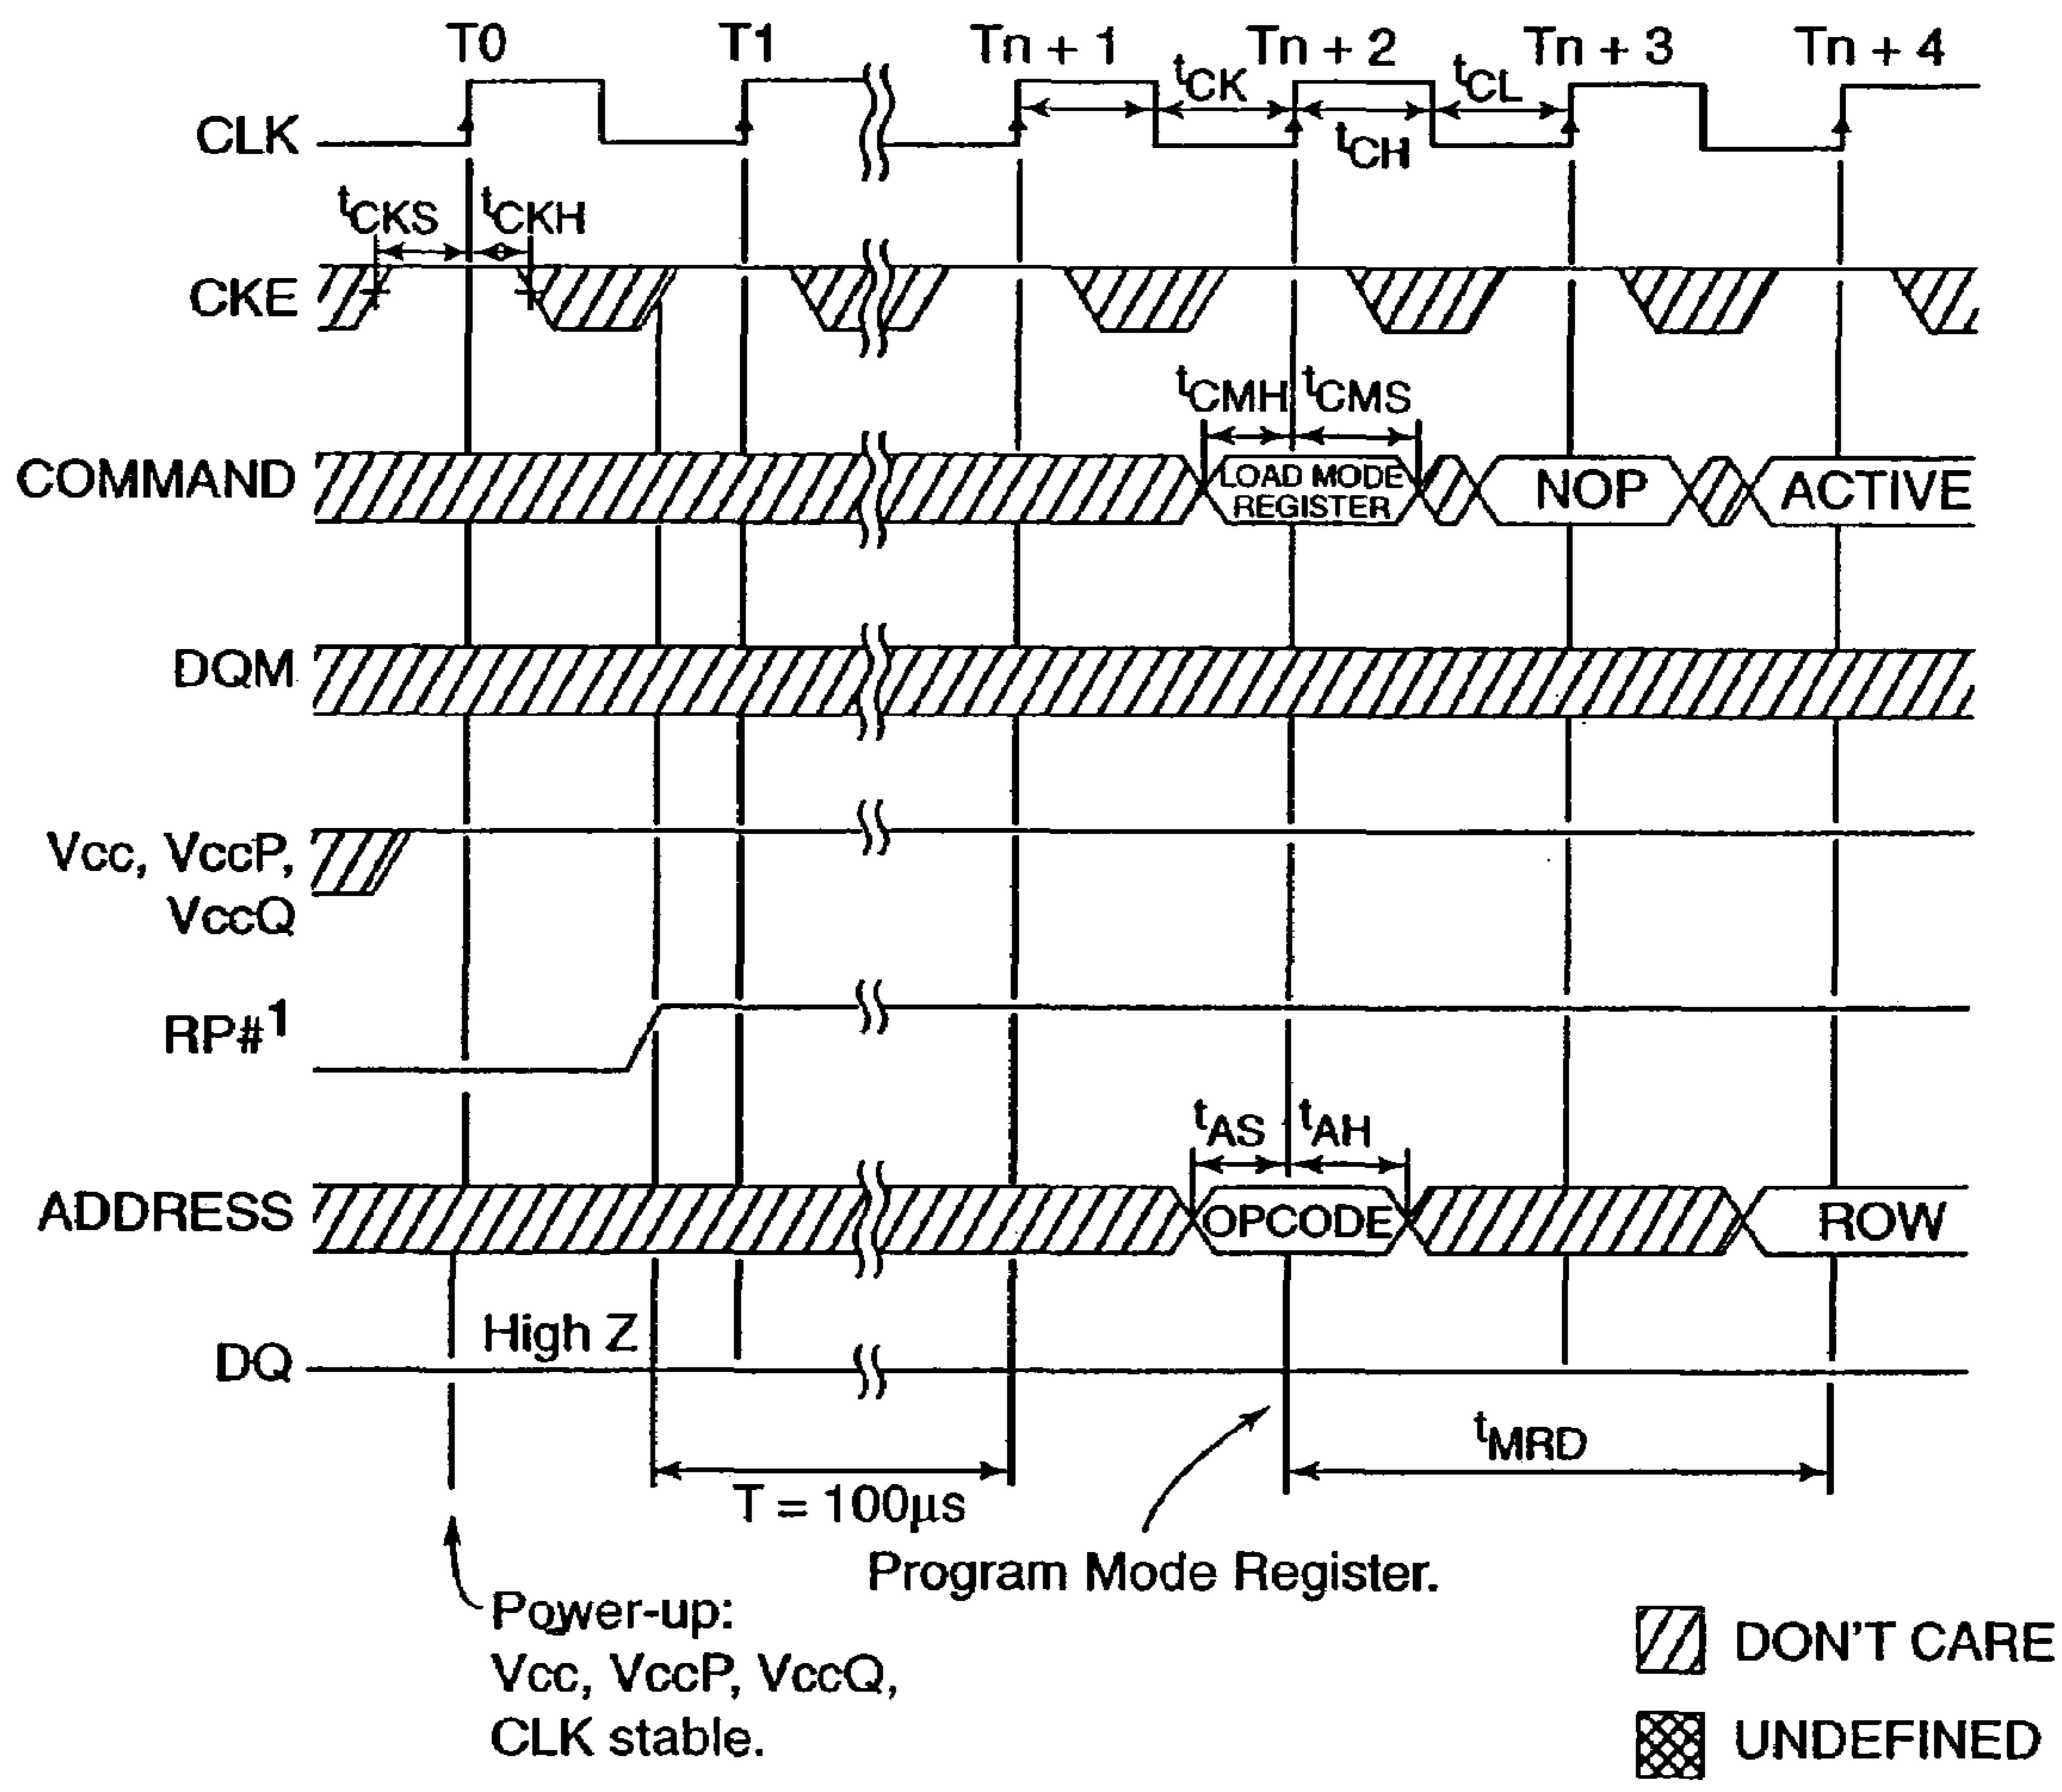 T0 T1 Tn + 1 Tn + 2 Tn + 3 Tn + 4
tCK tCL
CLK
tCH
tCKS tCKH
CKE
tCMH tCMS
COMMAND LOAD MODE REGISTER NOP ACTIVE
DQM
Vcc, VccP,
VccQ
RP#1
tAS tAH
ADDRESS OPCODE ROW
High Z
DQ
tMRD
T = 100μs
Program Mode Register.
Power-up:
Vcc, VccP, VccQ,
CLK stable.
DON'T CARE
UNDEFINED